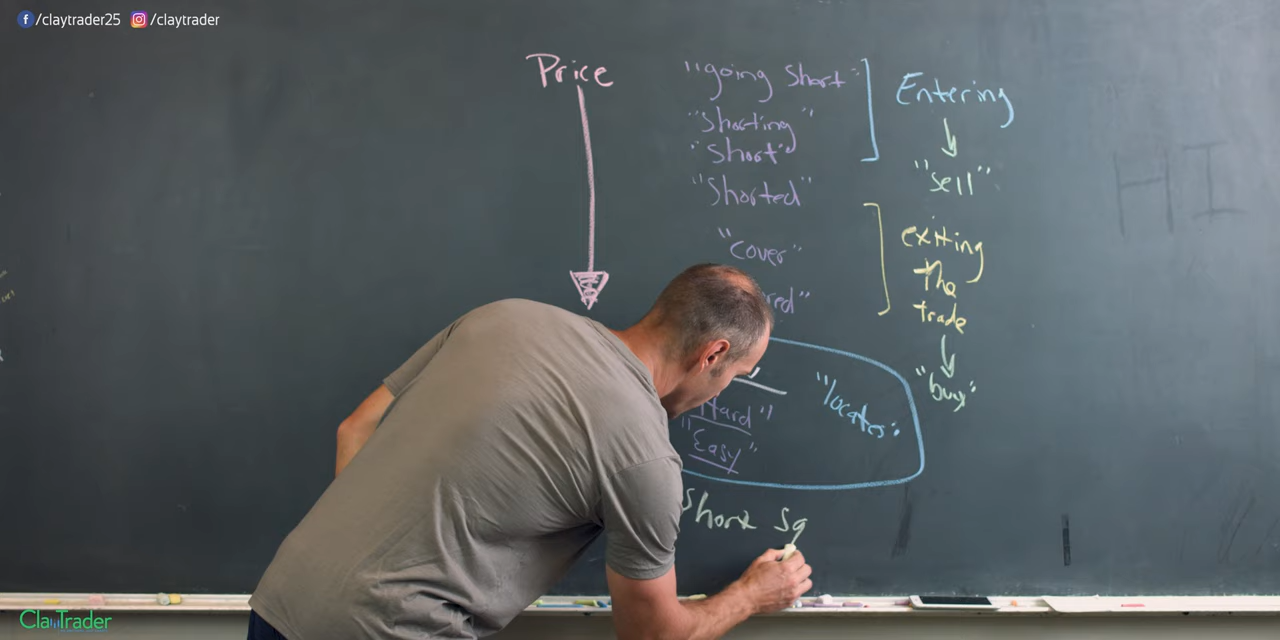 /claytrader25 /claytrader
Price
"going short"
"Shorting"
"Short"
"Shorted"
"cover"
Entering
"sell"
exiting
the
trade
"buy"
"locates"
"Hard"
"Easy"
Short Sq
HI
ClayTrader